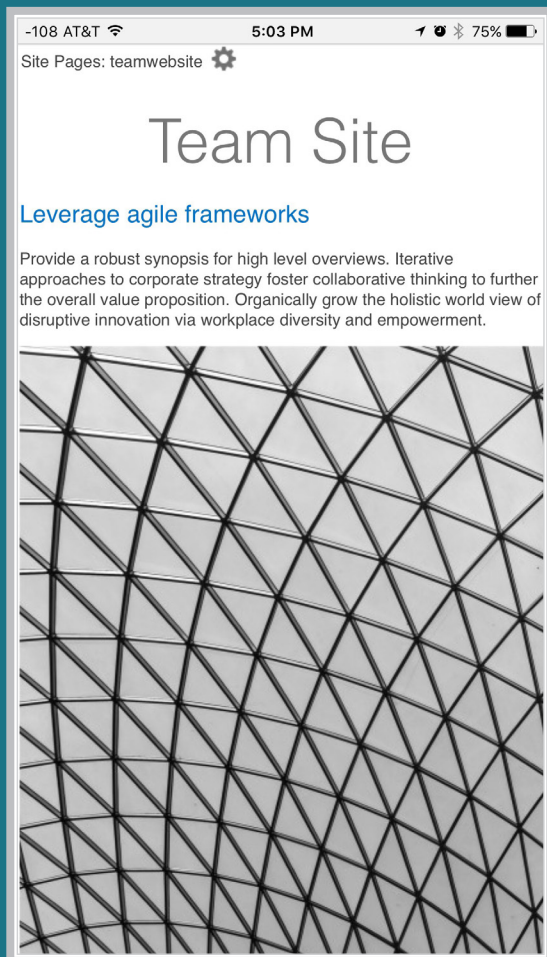 -108 AT&T 5:03 PM 75%
Site Pages: teamwebsite
Team Site
Leverage agile frameworks
Provide a robust synopsis for high level overviews. Iterative
approaches to corporate strategy foster collaborative thinking to further
the overall value proposition. Organically grow the holistic world view of
disruptive innovation via workplace diversity and empowerment.